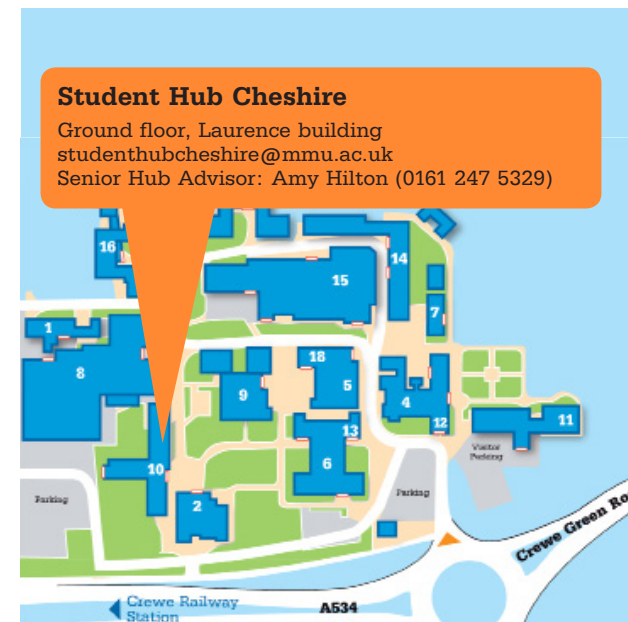 Student Hub Cheshire
Ground floor, Laurence building
studenthubcheshire@mmu.ac.uk
Senior Hub Advisor: Amy Hilton (0161 247 5329)
16
14
15
7
1
18
8
5
9
4
13
12
11
Visitor
Parking
6
10
Parking
Parking
2
Crewe Green Ro
Crewe Railway
Station
A534